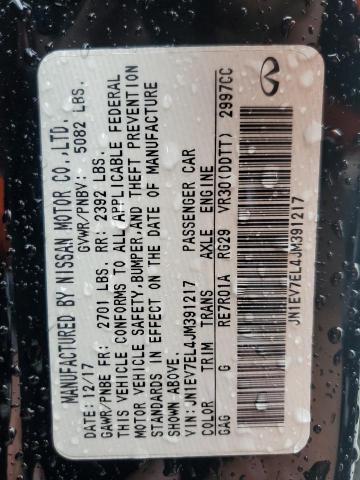 MANUFACTURED BY NISSAN MOTOR CO.,LTD.
DATE: 12/17 GVWR/PNBV: 5082 LBS.
GAWR/PNBE FR: 2701 LBS. RR: 2392 LBS.
THIS VEHICLE CONFORMS TO ALL APPLICABLE FEDERAL
MOTOR VEHICLE SAFETY,BUMPER,AND THEFT PREVENTION
STANDARDS IN EFFECT ON THE DATE OF MANUFACTURE
SHOWN ABOVE.
VIN: JN1EV7EL4JM391217 PASSENGER CAR
COLOR TRIM TRANS AXLE ENGINE
GAG G RE7R01A RG29 VR30(DDTT) 2997CC
JN1EV7EL4JM391217